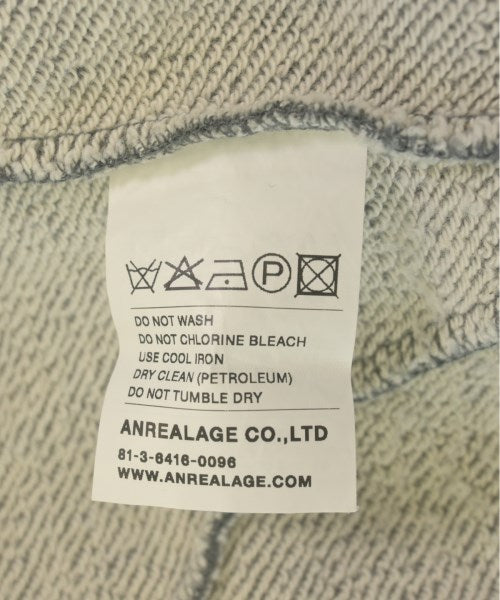 P
DO NOT WASH
DO NOT CHLORINE BLEACH
USE COOL IRON
DRY CLEAN (PETROLEUM)
DO NOT TUMBLE DRY
ANREALAGE CO.,LTD
81-3-6416-0096
WWW.ANREALAGE.COM